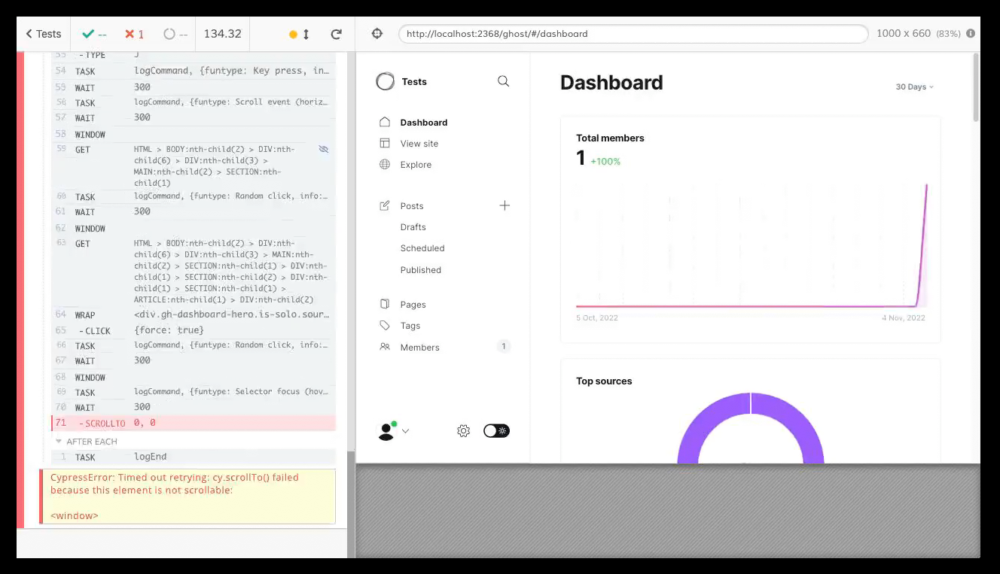 Tests
--
1
--
134.32
http://localhost:2368/ghost/#/dashboard
1000 x 660 (83%)
- TYPE
54 TASK logCommand, {funtype: Key press, in…
55 WAIT 300
56 TASK logCommand, {funtype: Scroll event (horiz…
57 WAIT 300
58 WINDOW
59 GET HTML > BODY:nth-child(2) > DIV:nth-
child(6) > DIV:nth-child(3) >
MAIN:nth-child(2) > SECTION:nth-
child(1)
60 TASK logCommand, {funtype: Random click, info:…
61 WAIT 300
62 WINDOW
63 GET HTML > BODY:nth-child(2) > DIV:nth-
child(6) > DIV:nth-child(3) > MAIN:nth-
child(2) > SECTION:nth-child(1) > DIV:nth-
child(1) > SECTION:nth-child(2) > DIV:nth-
child(1) > SECTION:nth-child(1) >
ARTICLE:nth-child(1) > DIV:nth-child(2)
64 WRAP <div.gh-dashboard-hero.is-solo.sour…
65 - CLICK {force: true}
66 TASK logCommand, {funtype: Random click, info:…
67 WAIT 300
68 WINDOW
69 TASK logCommand, {funtype: Selector focus (hov…
70 WAIT 300
71 - SCROLLTO 0, 0
AFTER EACH
1 TASK logEnd
CypressError: Timed out retrying: cy.scrollTo() failed
because this element is not scrollable:
<window>
Tests
Dashboard
View site
Explore
Posts
Drafts
Scheduled
Published
Pages
Tags
Members 1
Dashboard
30 Days
Total members
1 +100%
5 Oct, 2022
4 Nov, 2022
Top sources